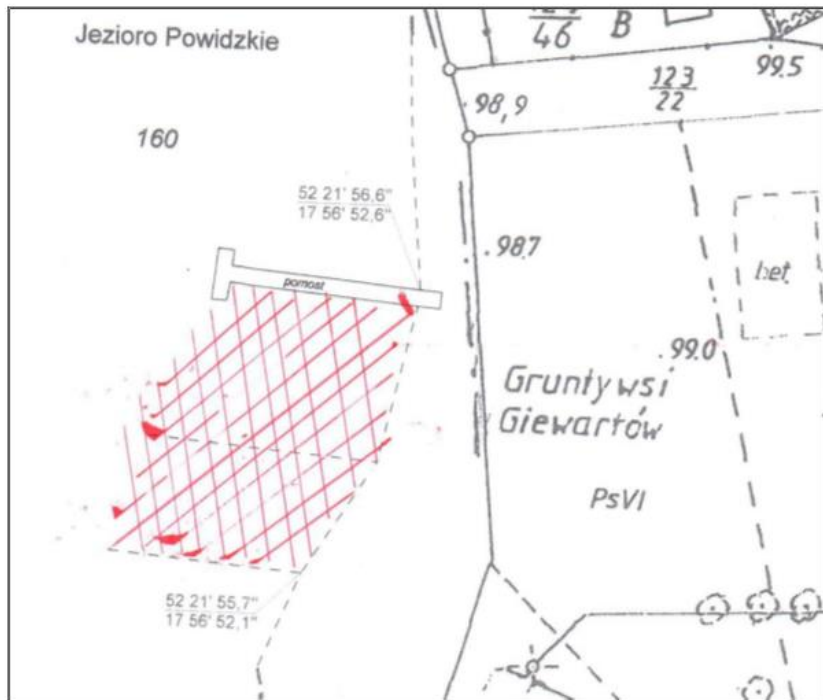 Jezioro Powidzkie
46 B
123
22
99.5
98,9
160
52 21' 56,6"
17 56' 52,6"
.98.7
pomost
bet.
.99.0
Grunty wsi
Giewartów
PsVI
52 21' 55,7"
17 56' 52,1"